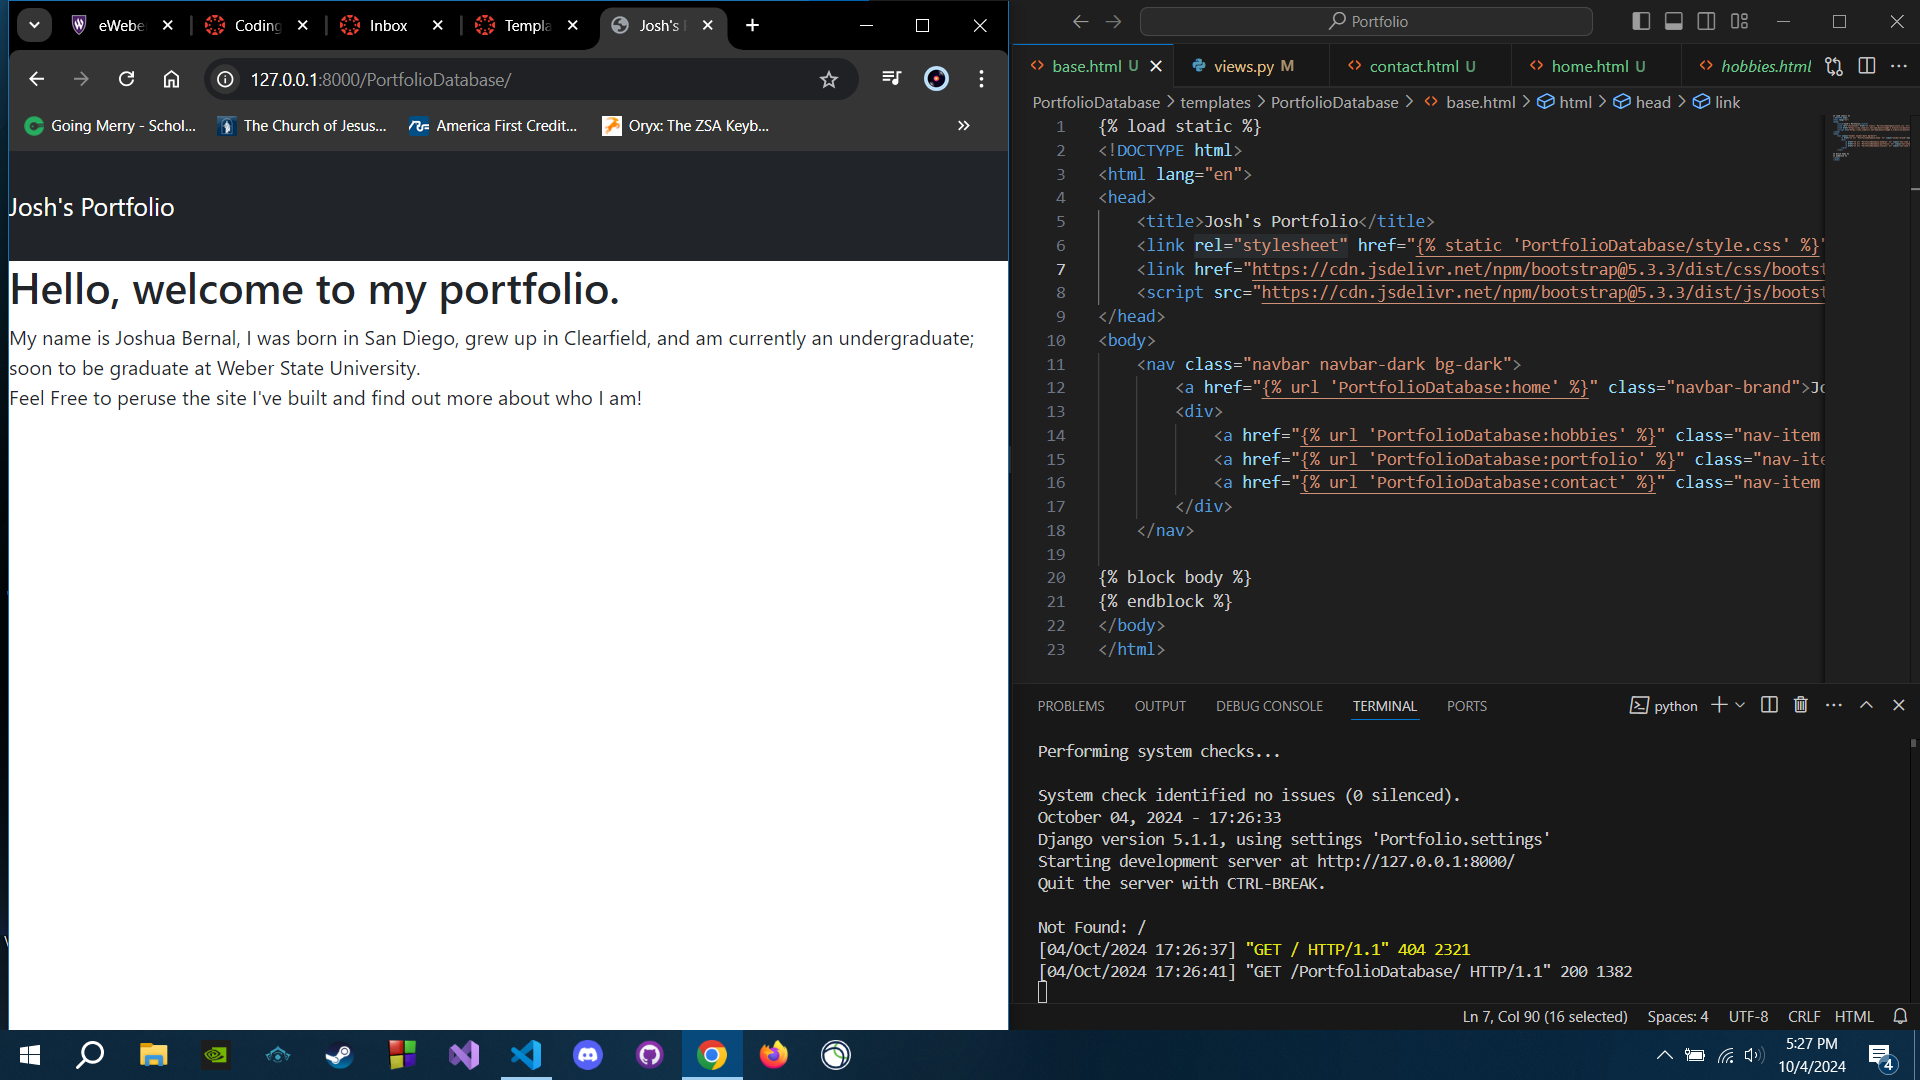 eWeber
Coding
Inbox
Templa
Josh's
127.0.0.1:8000/PortfolioDatabase/
Going Merry - Schol...
The Church of Jesus...
America First Credit...
Oryx: The ZSA Keyb...
Josh's Portfolio
Hello, welcome to my portfolio.
My name is Joshua Bernal, I was born in San Diego, grew up in Clearfield, and am currently an undergraduate;
soon to be graduate at Weber State University.
Feel Free to peruse the site I've built and find out more about who I am!
Portfolio
base.html U
views.py M
contact.html U
home.html U
hobbies.html
PortfolioDatabase > templates > PortfolioDatabase > base.html > html > head > link
1 {% load static %}
2 <!DOCTYPE html>
3 <html lang="en">
4 <head>
5 <title>Josh's Portfolio</title>
6 <link rel="stylesheet" href="{% static 'PortfolioDatabase/style.css' %}"
7 <link href="https://cdn.jsdelivr.net/npm/bootstrap@5.3.3/dist/css/bootst
8 <script src="https://cdn.jsdelivr.net/npm/bootstrap@5.3.3/dist/js/bootst
9 </head>
10 <body>
11 <nav class="navbar navbar-dark bg-dark">
12 <a href="{% url 'PortfolioDatabase:home' %}" class="navbar-brand">Jo
13 <div>
14 <a href="{% url 'PortfolioDatabase:hobbies' %}" class="nav-item
15 <a href="{% url 'PortfolioDatabase:portfolio' %}" class="nav-ite
16 <a href="{% url 'PortfolioDatabase:contact' %}" class="nav-item
17 </div>
18 </nav>
19
20 {% block body %}
21 {% endblock %}
22 </body>
23 </html>
PROBLEMS OUTPUT DEBUG CONSOLE TERMINAL PORTS
python
Performing system checks...
System check identified no issues (0 silenced).
October 04, 2024 - 17:26:33
Django version 5.1.1, using settings 'Portfolio.settings'
Starting development server at http://127.0.0.1:8000/
Quit the server with CTRL-BREAK.
Not Found: /
[04/Oct/2024 17:26:37] "GET / HTTP/1.1" 404 2321
[04/Oct/2024 17:26:41] "GET /PortfolioDatabase/ HTTP/1.1" 200 1382
Ln 7, Col 90 (16 selected) Spaces: 4 UTF-8 CRLF HTML
5:27 PM
10/4/2024
4